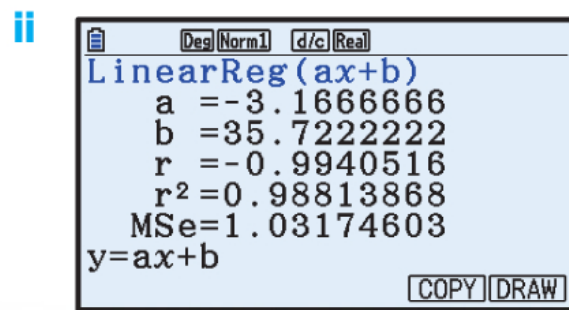 ii
Deg Norm1 d/c Real
LinearReg(ax+b)
a =-3.1666666
b =35.7222222
r =-0.9940516
r²=0.98813868
MSe=1.03174603
y=ax+b
COPY DRAW